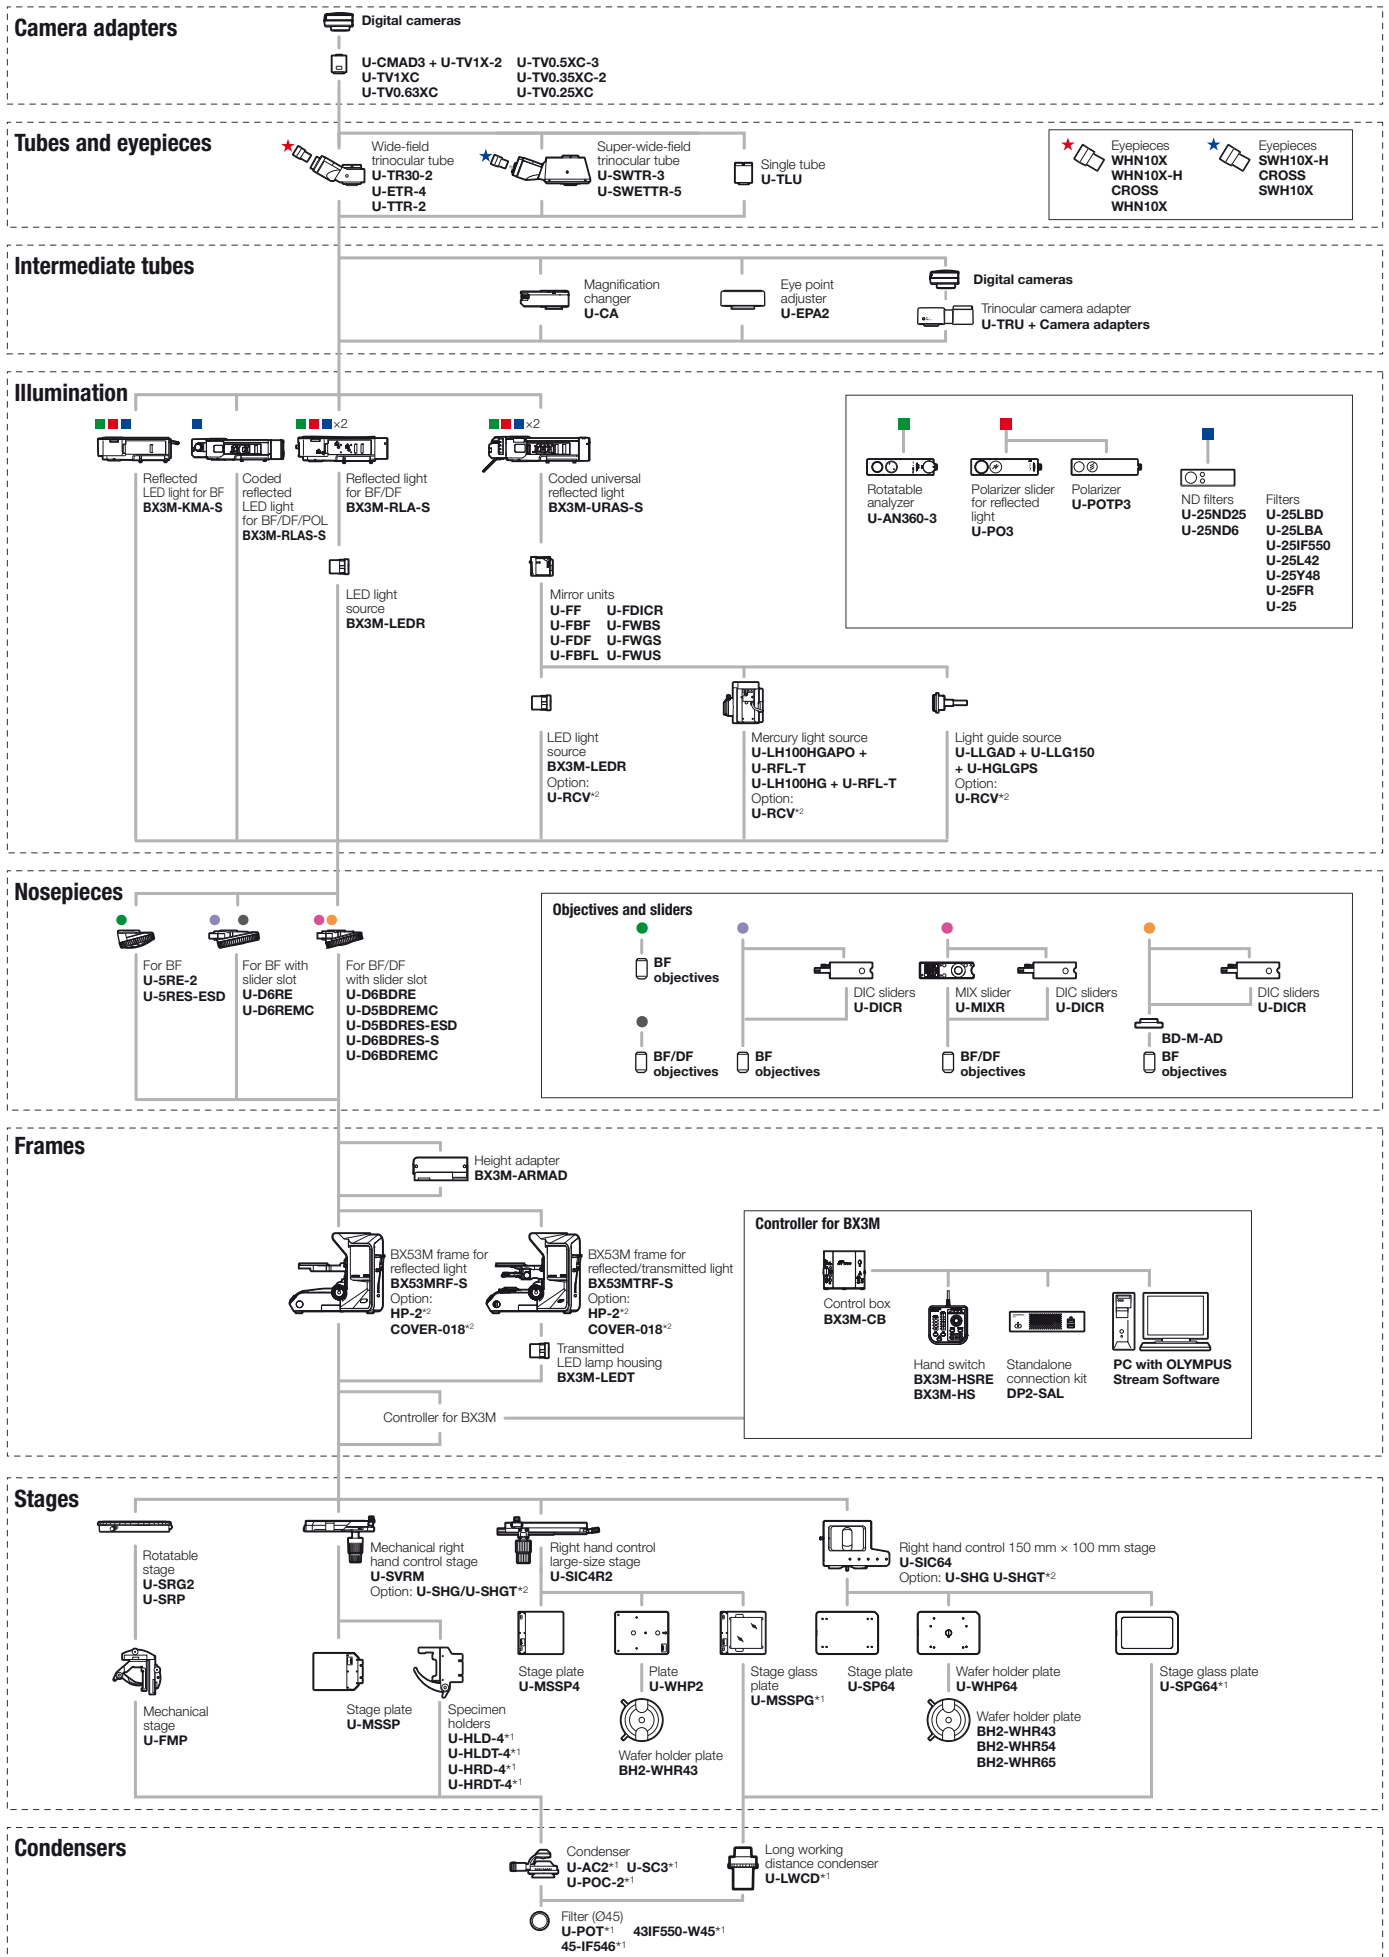 Camera adapters
Digital cameras
U-CMAD3 + U-TV1X-2 U-TV0.5XC-3
U-TV1XC U-TV0.35XC-2
U-TV0.63XC U-TV0.25XC
Tubes and eyepieces
Wide-field
trinocular tube
U-TR30-2
U-ETR-4
U-TTR-2
Super-wide-field
trinocular tube
U-SWTR-3
U-SWETTR-5
Single tube
U-TLU
Eyepieces
WHN10X
WHN10X-H
CROSS
WHN10X
Eyepieces
SWH10X-H
CROSS
SWH10X
Intermediate tubes
Magnification
changer
U-CA
Eye point
adjuster
U-EPA2
Digital cameras
Trinocular camera adapter
U-TRU + Camera adapters
Illumination
×2
×2
Reflected
LED light for BF
BX3M-KMA-S
Coded
reflected
LED light
for BF/DF/POL
BX3M-RLAS-S
Reflected light
for BF/DF
BX3M-RLA-S
Coded universal
reflected light
BX3M-URAS-S
Rotatable
analyzer
U-AN360-3
Polarizer slider
for reflected
light
U-PO3
Polarizer
U-POTP3
ND filters
U-25ND25
U-25ND6
Filters
U-25LBD
U-25LBA
U-25IF550
U-25L42
U-25Y48
U-25FR
U-25
LED light
source
BX3M-LEDR
Mirror units
U-FF U-FDICR
U-FBF U-FWBS
U-FDF U-FWGS
U-FBFL U-FWUS
LED light
source
BX3M-LEDR
Option:
U-RCV*2
Mercury light source
U-LH100HGAPO +
U-RFL-T
U-LH100HG + U-RFL-T
Option:
U-RCV*2
Light guide source
U-LLGAD + U-LLG150
+ U-HGLGPS
Option:
U-RCV*2
Nosepieces
For BF
U-5RE-2
U-5RES-ESD
For BF with
slider slot
U-D6RE
U-D6REMC
For BF/DF
with slider slot
U-D6BDRE
U-D5BDREMC
U-D5BDRES-ESD
U-D6BDRES-S
U-D6BDREMC
Objectives and sliders
BF
objectives
BF/DF
objectives
DIC sliders
U-DICR
BF
objectives
MIX slider
U-MIXR
DIC sliders
U-DICR
BF/DF
objectives
DIC sliders
U-DICR
BD-M-AD
BF
objectives
Frames
Height adapter
BX3M-ARMAD
BX53M frame for
reflected light
BX53MRF-S
Option:
HP-2*2
COVER-018*2
BX53M frame for
reflected/transmitted light
BX53MTRF-S
Option:
HP-2*2
COVER-018*2
Transmitted
LED lamp housing
BX3M-LEDT
Controller for BX3M
Controller for BX3M
Control box
BX3M-CB
Hand switch
BX3M-HSRE
BX3M-HS
Standalone
connection kit
DP2-SAL
PC with OLYMPUS
Stream Software
Stages
Rotatable
stage
U-SRG2
U-SRP
Mechanical
stage
U-FMP
Mechanical right
hand control stage
U-SVRM
Option: U-SHG/U-SHGT*2
Stage plate
U-MSSP
Specimen
holders
U-HLD-4*1
U-HLDT-4*1
U-HRD-4*1
U-HRDT-4*1
Right hand control
large-size stage
U-SIC4R2
Stage plate
U-MSSP4
Plate
U-WHP2
Wafer holder plate
BH2-WHR43
Stage glass
plate
U-MSSPG*1
Right hand control 150 mm × 100 mm stage
U-SIC64
Option: U-SHG U-SHGT*2
Stage plate
U-SP64
Wafer holder plate
U-WHP64
Wafer holder plate
BH2-WHR43
BH2-WHR54
BH2-WHR65
Stage glass plate
U-SPG64*1
Condensers
Condenser
U-AC2*1 U-SC3*1
U-POC-2*1
Long working
distance condenser
U-LWCD*1
Filter (Ø45)
U-POT*1 43IF550-W45*1
45-IF546*1